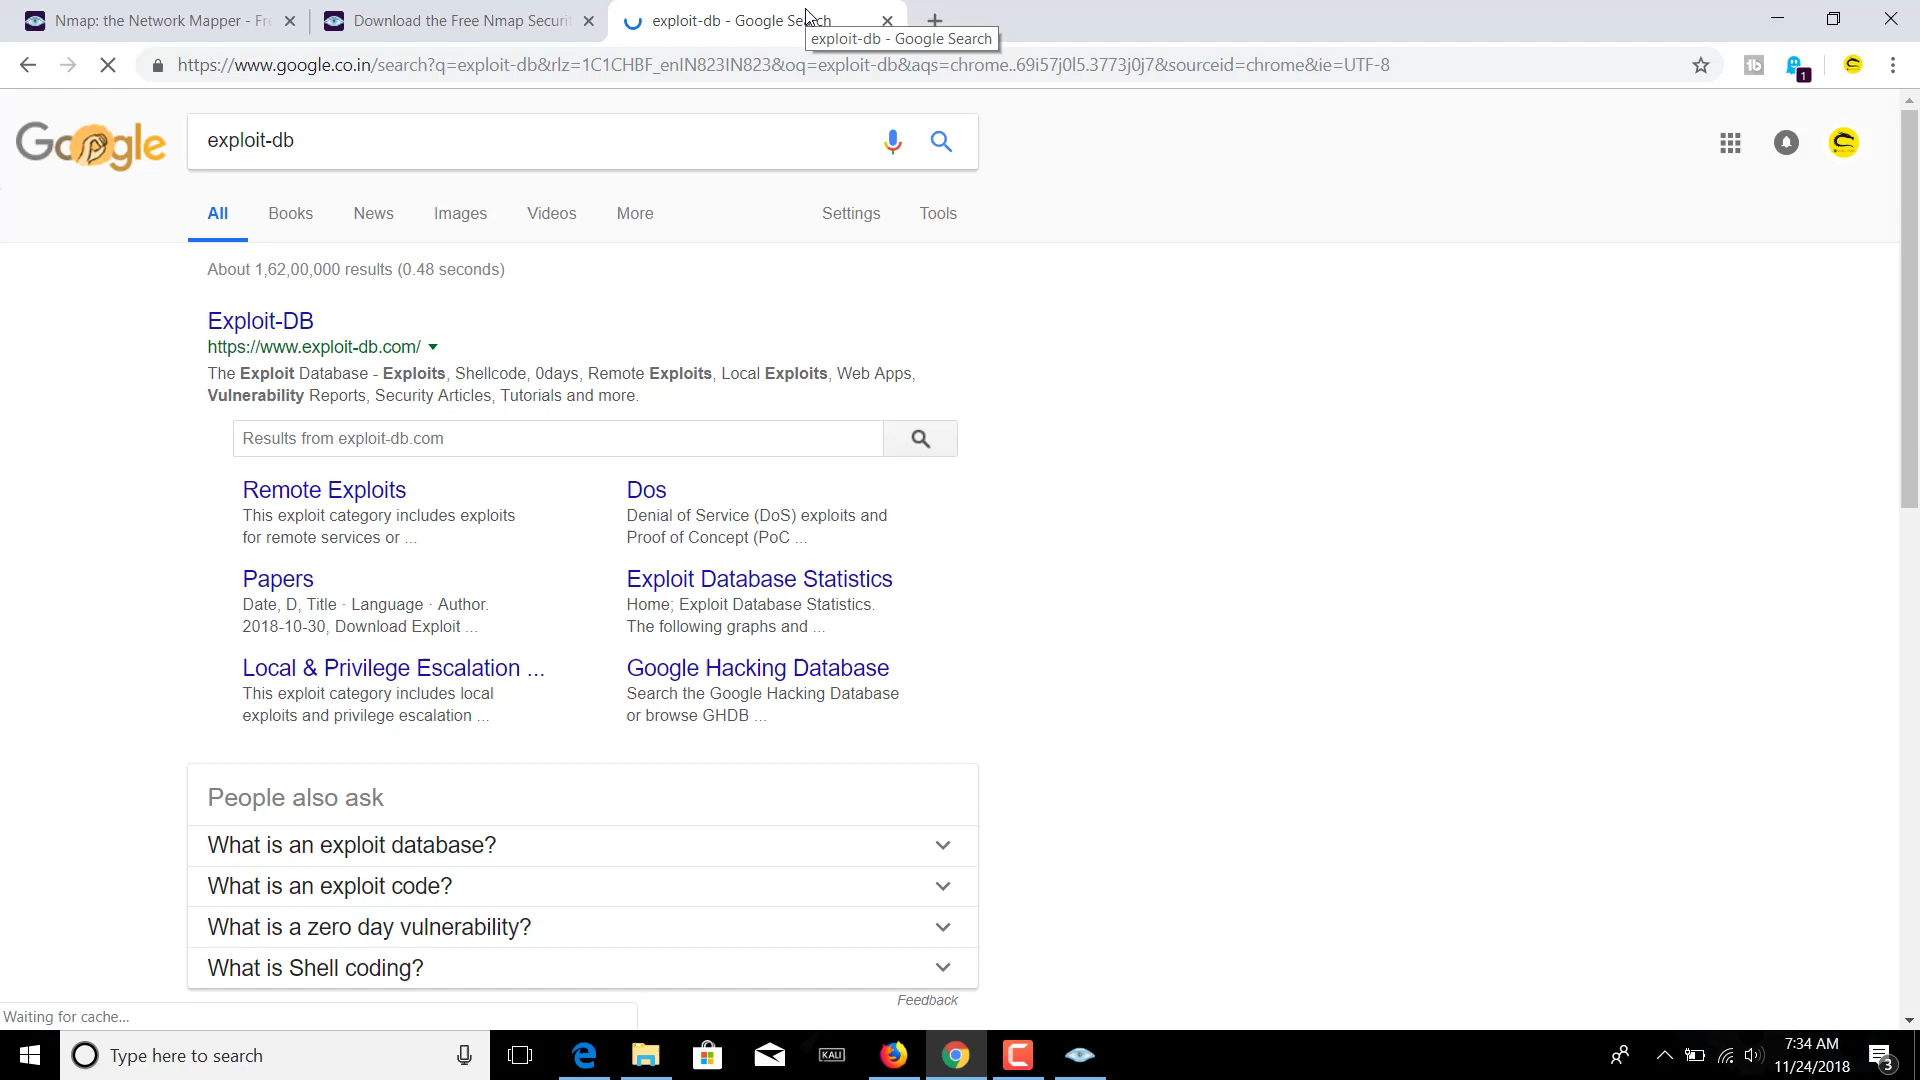 Nmap: the Network Mapper - Fr
Download the Free Nmap Securit
exploit-db - Google Search
exploit-db - Google Search
https://www.google.co.in/search?q=exploit-db&rlz=1C1CHBF_enIN823IN823&oq=exploit-db&aqs=chrome..69i57j0l5.3773j0j7&sourceid=chrome&ie=UTF-8
1
Google
exploit-db
All Books News Images Videos More Settings Tools
About 1,62,00,000 results (0.48 seconds)
Exploit-DB
https://www.exploit-db.com/
The Exploit Database - Exploits, Shellcode, 0days, Remote Exploits, Local Exploits, Web Apps,
Vulnerability Reports, Security Articles, Tutorials and more.
Results from exploit-db.com
Remote Exploits
This exploit category includes exploits
for remote services or ...
Dos
Denial of Service (DoS) exploits and
Proof of Concept (PoC ...
Papers
Date, D, Title · Language · Author.
2018-10-30, Download Exploit ...
Exploit Database Statistics
Home; Exploit Database Statistics.
The following graphs and ...
Local & Privilege Escalation ...
This exploit category includes local
exploits and privilege escalation ...
Google Hacking Database
Search the Google Hacking Database
or browse GHDB ...
People also ask
What is an exploit database?
What is an exploit code?
What is a zero day vulnerability?
What is Shell coding?
Feedback
Waiting for cache...
Type here to search
KALI
7:34 AM
11/24/2018
3